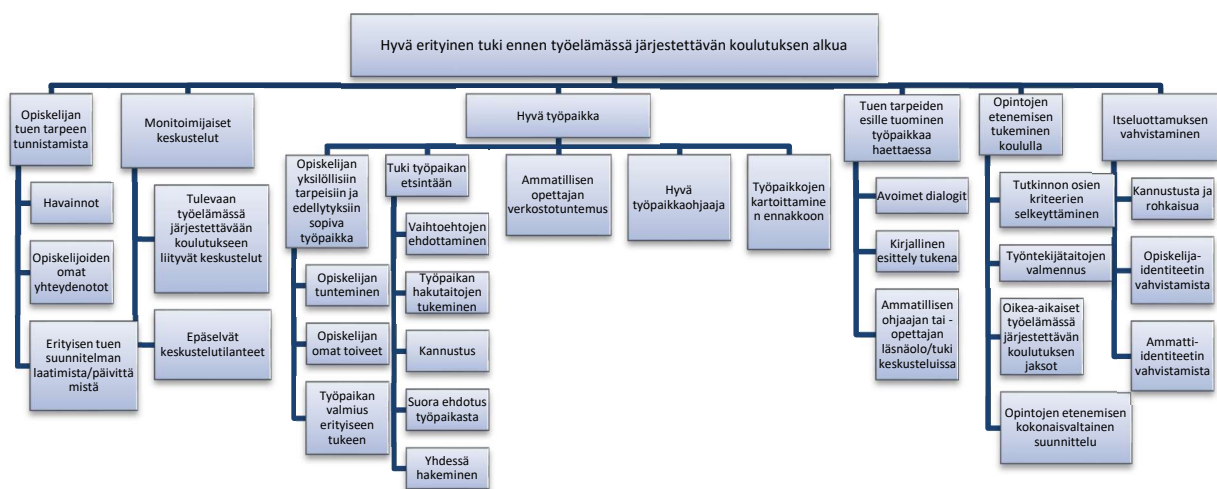 Hyvä erityinen tuki ennen työelämässä järjestettävän koulutuksen alkua
Opiskelijan
tuen tarpeen
tunnistamista
Havainnot
Opiskelijoiden
omat
yhteydenotot
Erityisen tuen
suunnitelman
laatimista/päivittä
mistä
Monitoimijaiset
keskustelut
Tulevaan
työelämässä
järjestettävään
koulutukseen
liityvät keskustelut
Epäselvät
keskustelutilanteet
Hyvä työpaikka
Opiskelijan
yksilöllisiin
tarpeisiin ja
edellytyksiin
sopiva
työpaikka
Opiskelijan
tunteminen
Opiskelijan
omat toiveet
Työpaikan
valmius
erityiseen
tukeen
Tuki työpaikan
etsintään
Vaihtoehtojen
ehdottaminen
Työpaikan
hakutaitojen
tukeminen
Kannustus
Suora ehdotus
työpaikasta
Yhdessä
hakeminen
Ammatillisen
opettajan
verkostotuntemus
Hyvä
työpaikkaohjaaja
Työpaikkojen
kartoittamine
n ennakkoon
Tuen tarpeiden
esille tuominen
työpaikkaa
haettaessa
Avoimet dialogit
Kirjallinen
esittely tukena
Ammatillisen
ohjaajan tai -
opettajan
läsnäolo/tuki
keskusteluissa
Opintojen
etenemisen
tukeminen
koululla
Tutkinnon osien
kriteerien
selkeyttäminen
Työntekijätaitojen
valmennus
Oikea-aikaiset
työelämässä
järjestettävän
koulutuksen
jaksot
Opintojen etenemisen
kokonaisvaltainen
suunnittelu
Itseluottamuksen
vahvistaminen
Kannustusta ja
rohkaisua
Opiskelija-
identiteetin
vahvistamista
Ammatti-
identiteetin
vahvistamista